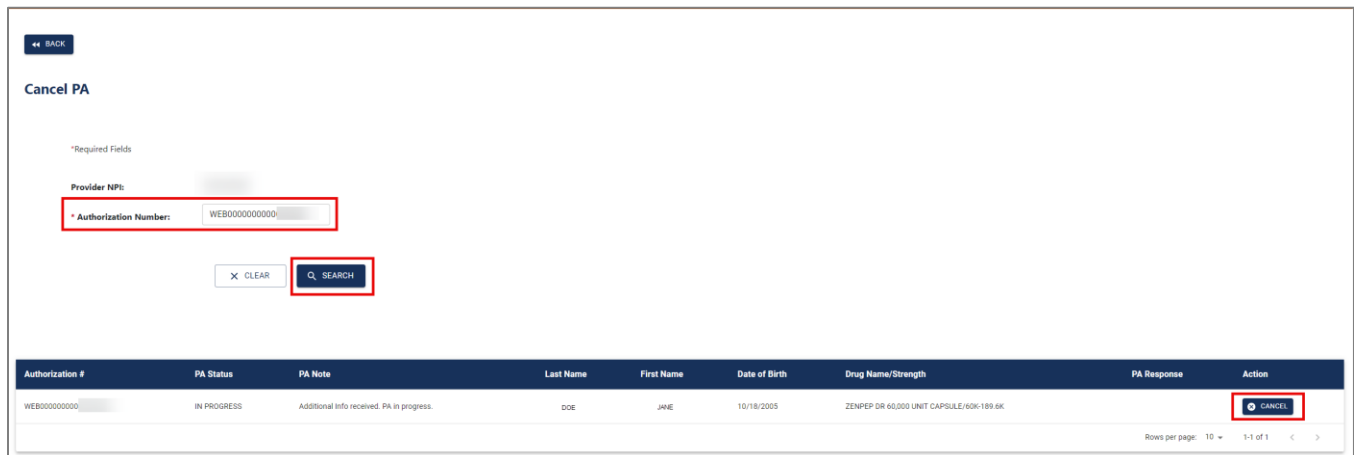 BACK
Cancel PA
*Required Fields
Provider NPI:
* Authorization Number: WEB0000000000
CLEAR SEARCH
Authorization # PA Status PA Note Last Name First Name Date of Birth Drug Name/Strength PA Response Action
WEB000000000 IN PROGRESS Additional Info received. PA in progress. DOE JANE 10/18/2005 ZENPEP DR 60,000 UNIT CAPSULE/60K-189.6K CANCEL
Rows per page: 10 1-1 of 1